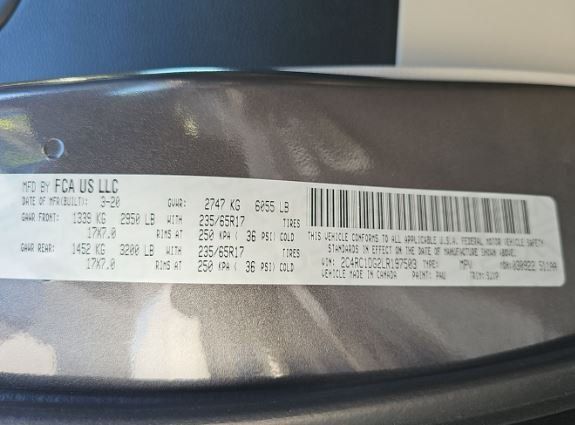 MFD BY FCA US LLC
DATE OF MFR(BUILT): 3-20 GVWR: 2747 KG 6055 LB
GAWR FRONT: 1339 KG 2950 LB WITH 235/65R17 TIRES
17X7.0 RIMS AT 250 KPA ( 36 PSI) COLD
GAWR REAR: 1452 KG 3200 LB WITH 235/65R17 TIRES
17X7.0 RIMS AT 250 KPA ( 36 PSI) COLD
THIS VEHICLE CONFORMS TO ALL APPLICABLE U.S.A. FEDERAL MOTOR VEHICLE SAFETY
STANDARDS IN EFFECT ON THE DATE OF MANUFACTURE SHOWN ABOVE.
VIN: 2C4RC1DG2LR197503 TYPE: MPV
VEHICLE MADE IN CANADA PAINT: PAU TRIM: